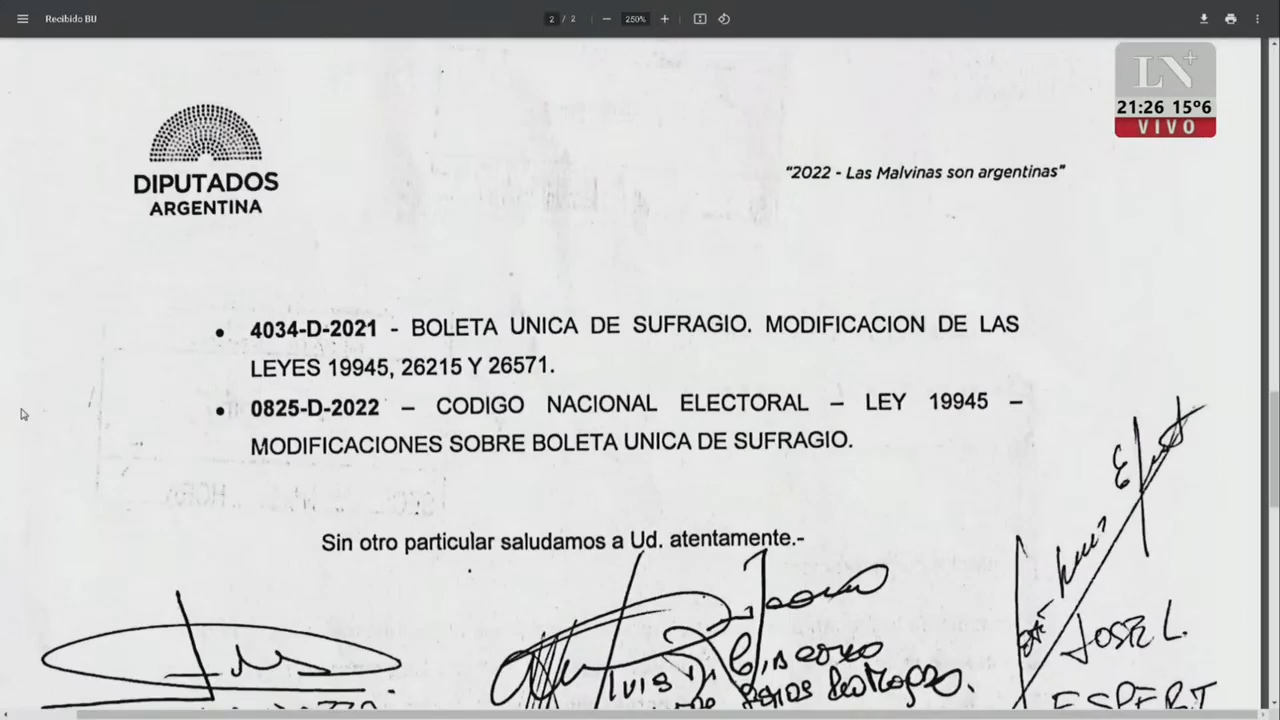 Recibido BU
2 / 2
250%
LN+
21:26 15º6
VIVO
DIPUTADOS
ARGENTINA
"2022 - Las Malvinas son argentinas"
• 4034-D-2021 - BOLETA UNICA DE SUFRAGIO. MODIFICACION DE LAS
LEYES 19945, 26215 Y 26571.
• 0825-D-2022 – CODIGO NACIONAL ELECTORAL – LEY 19945 –
MODIFICACIONES SOBRE BOLETA UNICA DE SUFRAGIO.
Sin otro particular saludamos a Ud. atentamente.-
LUIS
JOSE L.
ESPERT